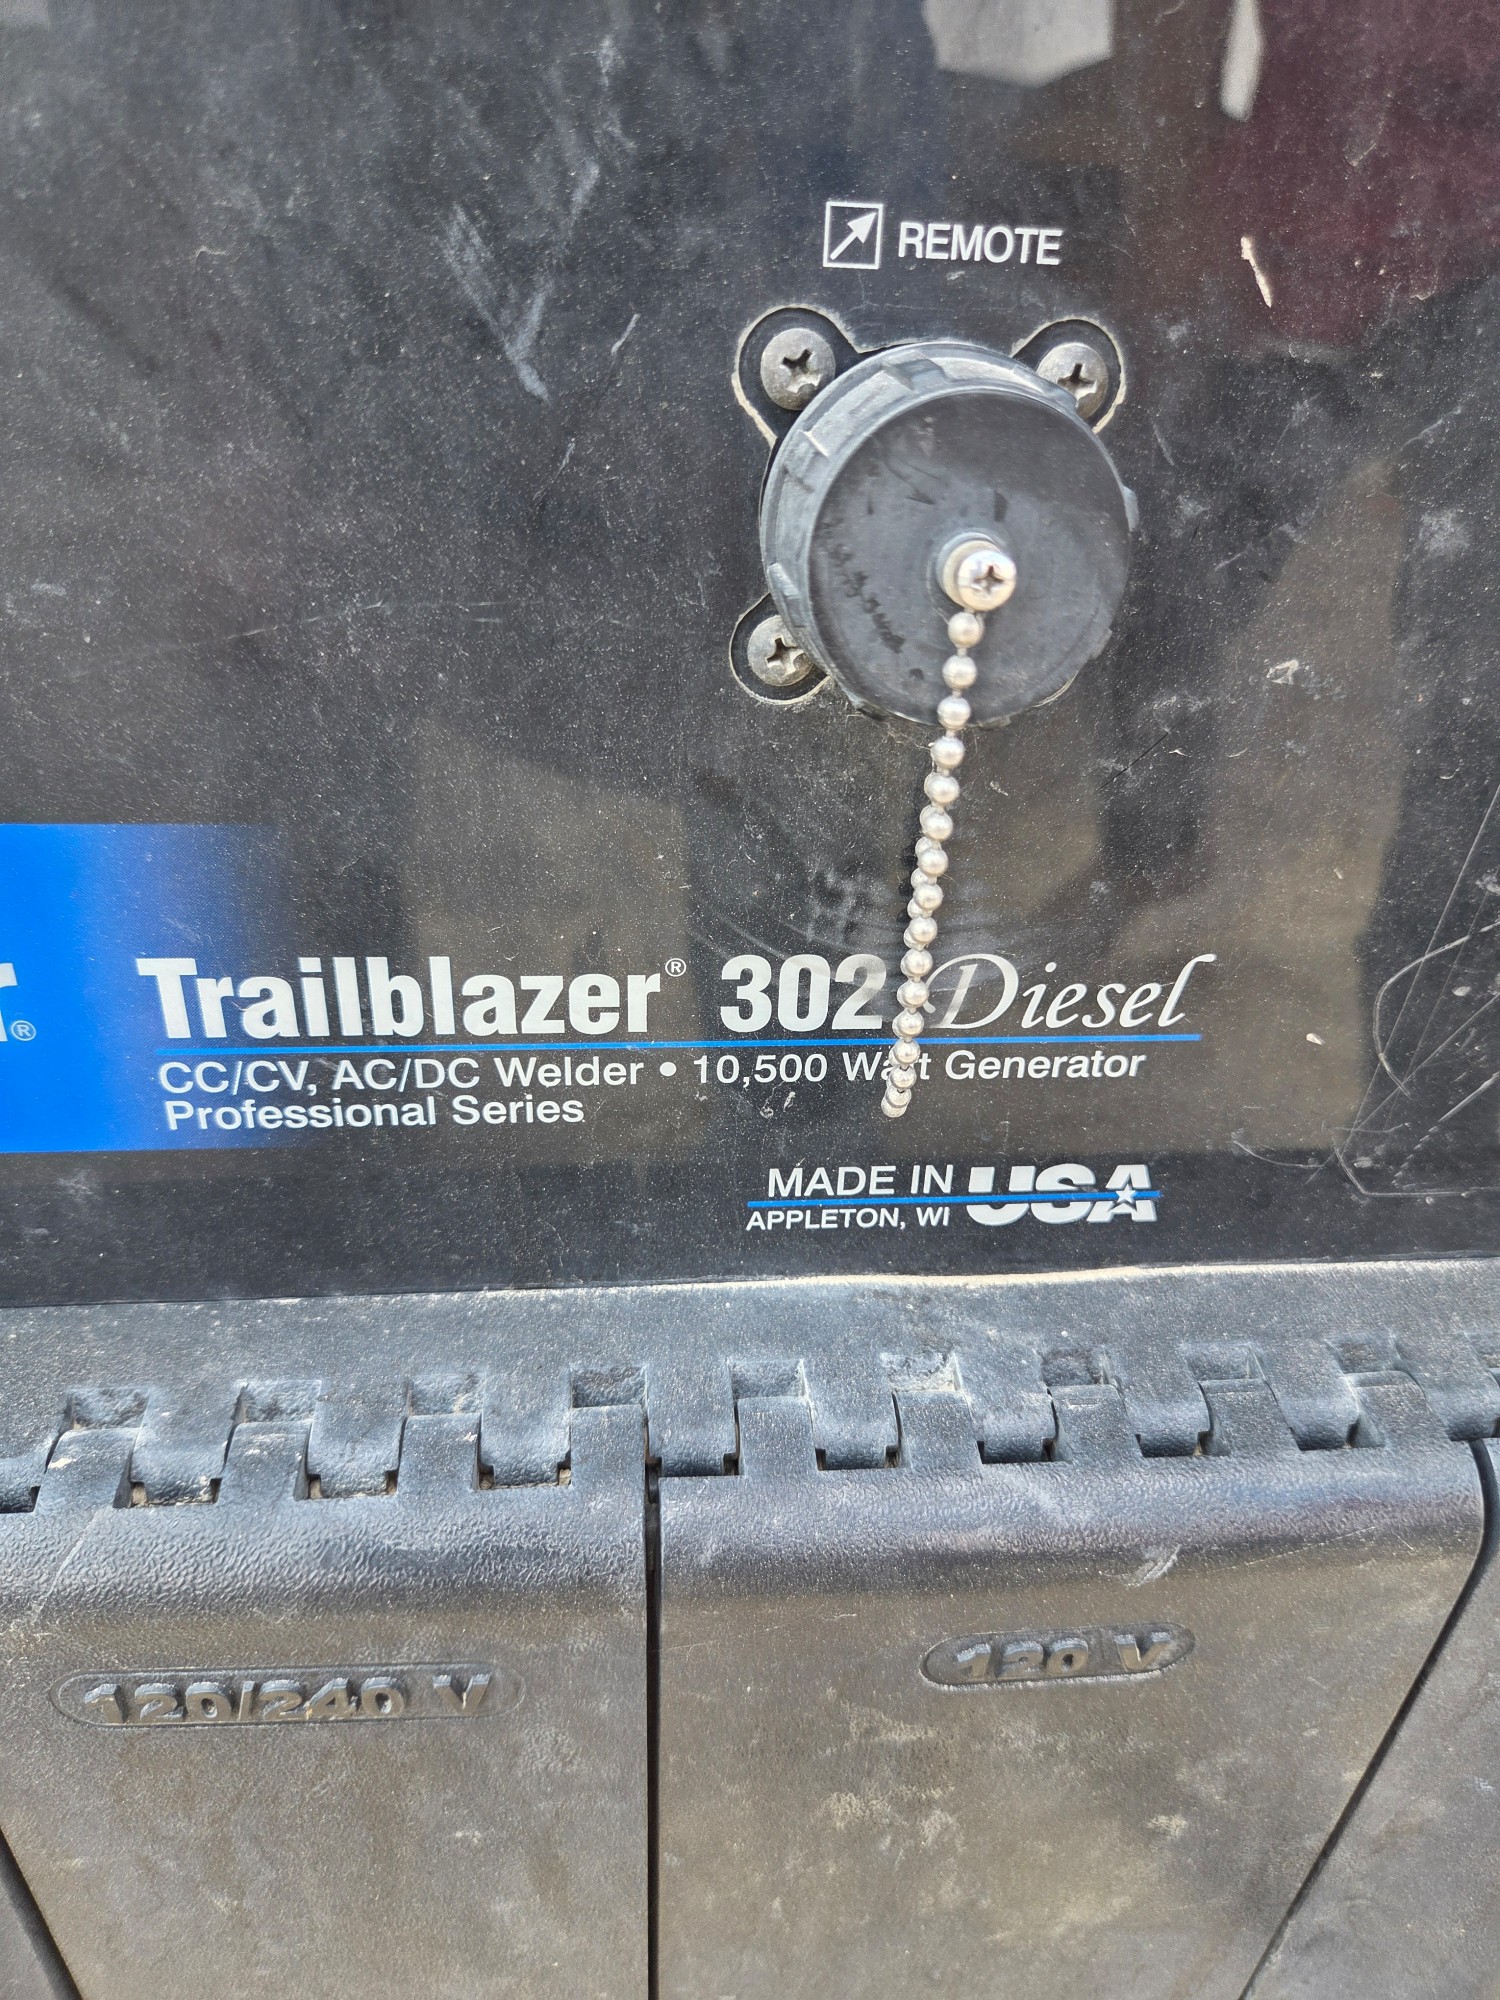 REMOTE
r®
Trailblazer® 302 Diesel
CC/CV, AC/DC Welder • 10,500 Watt Generator
Professional Series
MADE IN USA
APPLETON, WI
120/240 V
120 V